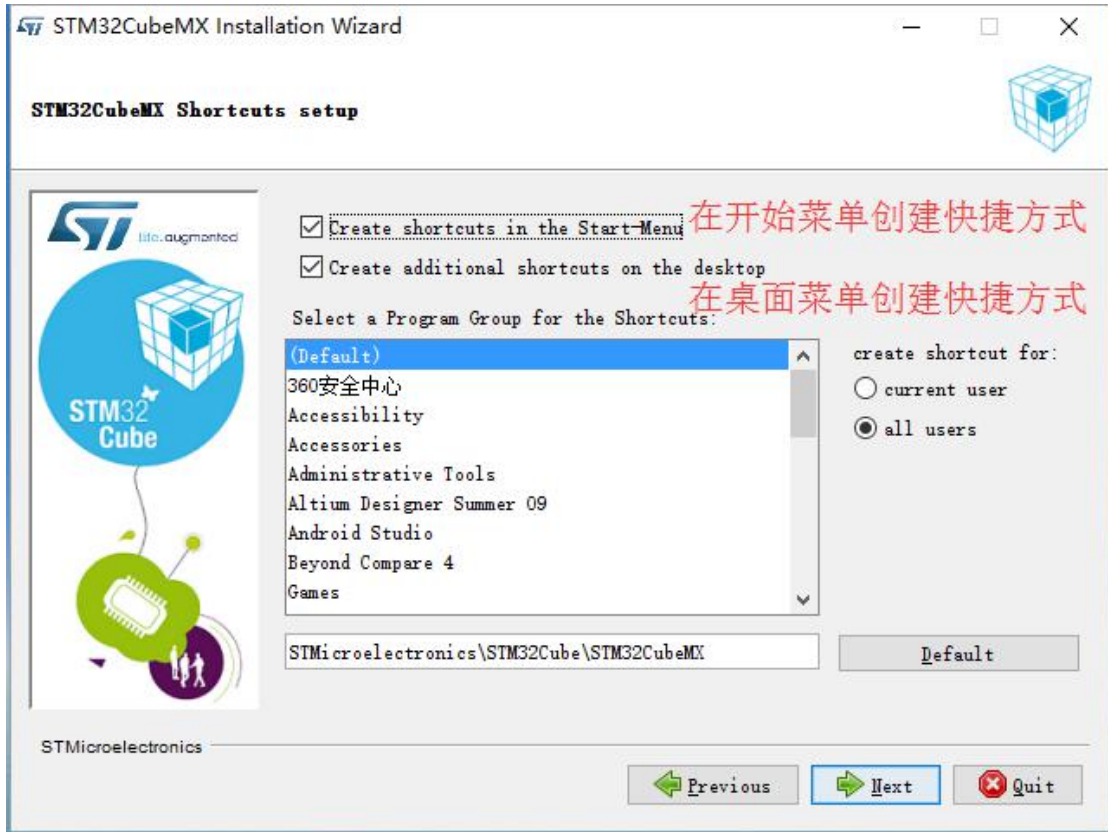 STM32CubeMX Installation Wizard
STM32CubeMX Shortcuts setup
ST life.augmented
STM32
Cube
Create shortcuts in the Start-Menu
在开始菜单创建快捷方式
Create additional shortcuts on the desktop
在桌面菜单创建快捷方式
Select a Program Group for the Shortcuts:
(Default)
360安全中心
Accessibility
Accessories
Administrative Tools
Altium Designer Summer 09
Android Studio
Beyond Compare 4
Games
create shortcut for:
current user
all users
STMicroelectronics\STM32Cube\STM32CubeMX
Default
STMicroelectronics
Previous
Next
Quit